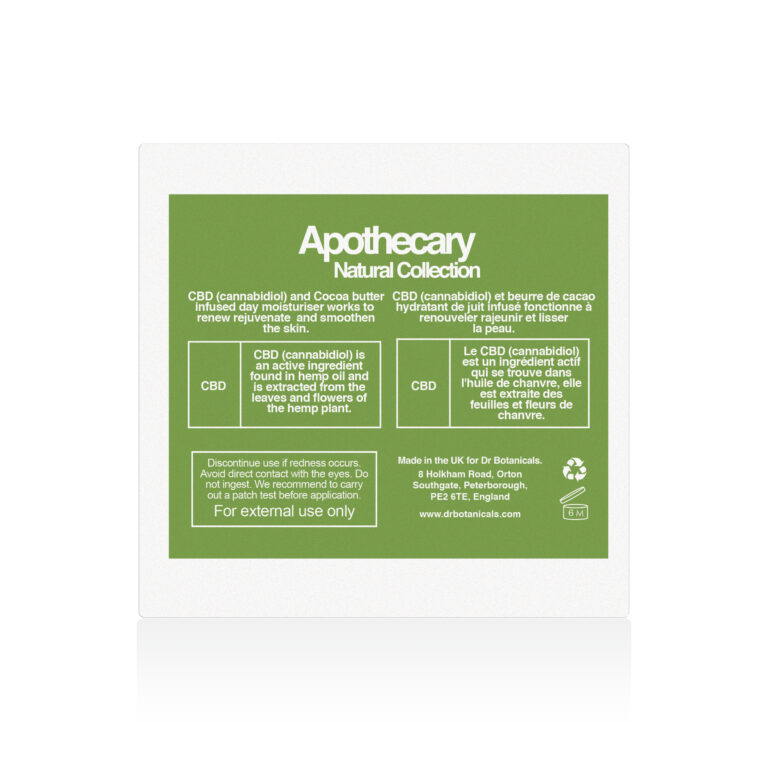 Apothecary
Natural Collection
CBD (cannabidiol) and Cocoa butter
infused day moisturiser works to
renew rejuvenate and smoothen
the skin.
CBD (cannabidiol) et beurre de cacao
hydratant de juit infusé fonctionne à
renouveler rajeunir et lisser
la peau.
CBD
CBD (cannabidiol) is
an active ingredient
found in hemp oil and
is extracted from the
leaves and flowers of
the hemp plant.
CBD
Le CBD (cannabidiol)
est un ingrédient actif
qui se trouve dans
l'huile de chanvre, elle
est extraite des
feuilles et fleurs de
chanvre.
Discontinue use if redness occurs.
Avoid direct contact with the eyes. Do
not ingest. We recommend to carry
out a patch test before application.
For external use only
Made in the UK for Dr Botanicals.
8 Holkham Road, Orton
Southgate, Peterborough,
PE2 6TE, England
www.drbotanicals.com
6 M